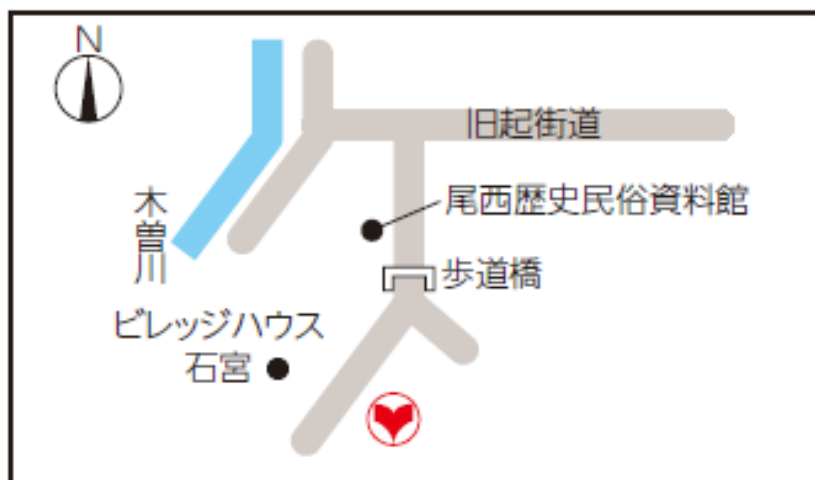 N
旧起街道
尾西歴史民俗資料館
木曽川
歩道橋
ビレッジハウス
石宮